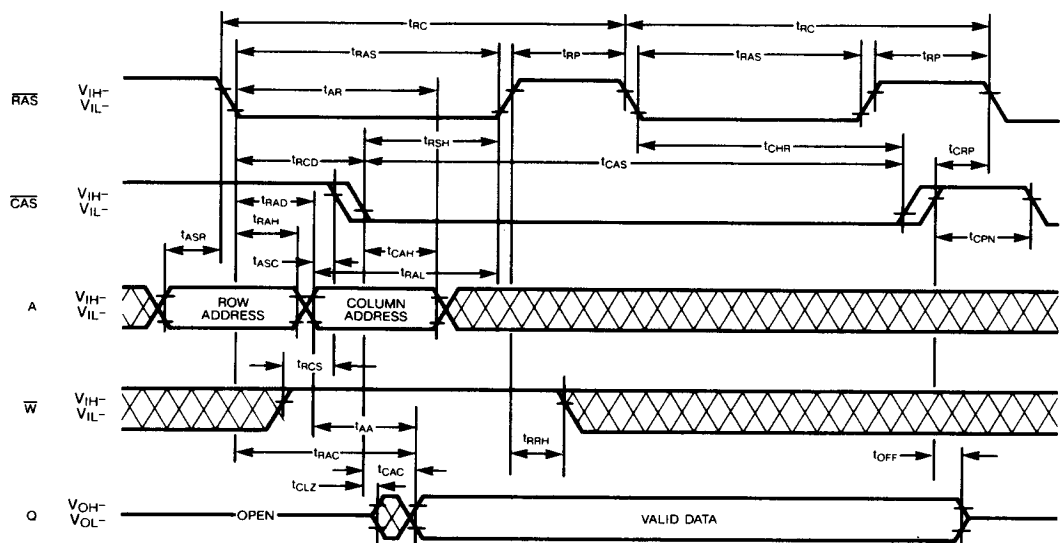 tRC tRC
tRAS tRP tRAS tRP
RAS VIH-
VIL-
tAR
tRSH tCHR tCRP
tRCD tCAS
CAS VIH-
VIL-
tRAD
tRAH tCPN
tASR tCAH
tASC tRAL
A VIH-
VIL-
ROW ADDRESS
COLUMN ADDRESS
tRCS
W VIH-
VIL-
tAA
tRAC tRRH tOFF
tCAC
tCLZ
Q VOH-
VOL-
OPEN VALID DATA